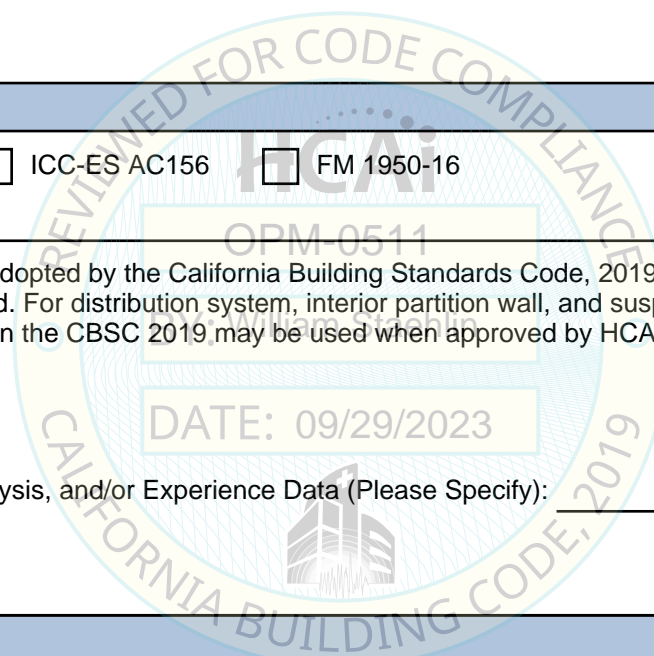 REVIEWED FOR CODE COMPLIANCE
HCAi
ICC-ES AC156 FM 1950-16
OPM-0511
dopted by the California Building Standards Code, 2019
d. For distribution system, interior partition wall, and sus
BY: William Staehlin
n the CBSC 2019 may be used when approved by HCA
DATE: 09/29/2023
ysis, and/or Experience Data (Please Specify):
CALIFORNIA BUILDING CODE, 2019